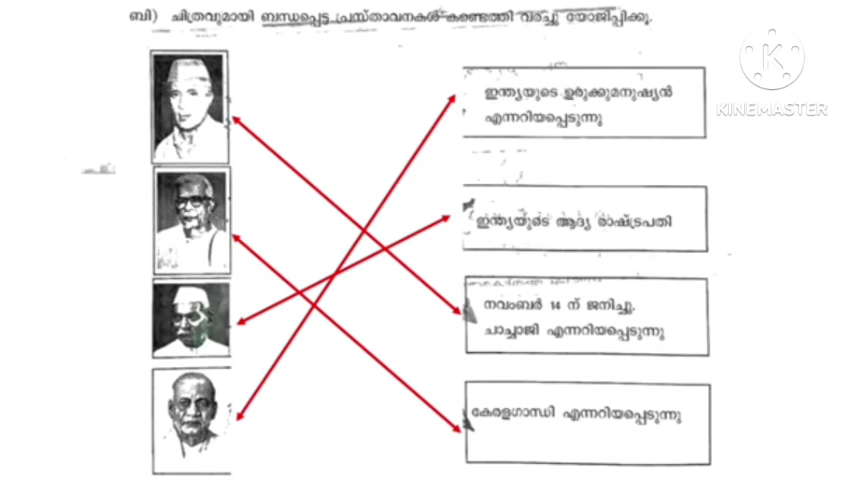 ബി) ചിത്രവുമായി ബന്ധപ്പെട്ട പ്രസ്താവനകൾ കണ്ടെത്തി വരച്ചു യോജിപ്പിക്കൂ.
K
KINEMASTER
ഇന്ത്യയുടെ ഉരുക്കുമനുഷ്യൻ
എന്നറിയപ്പെടുന്നു
ഇന്ത്യയുടെ ആദ്യ രാഷ്ട്രപതി
നവംബർ 14 ന് ജനിച്ചു.
ചാച്ചാജി എന്നറിയപ്പെടുന്നു
കേരളഗാന്ധി എന്നറിയപ്പെടുന്നു